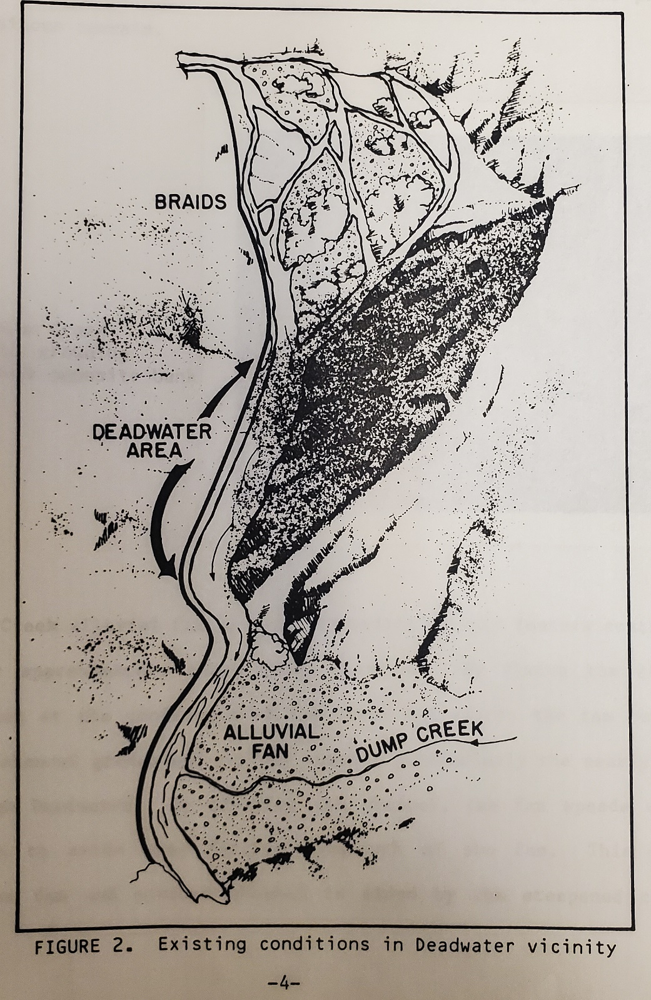 BRAIDS
DEADWATER
AREA
ALLUVIAL
FAN
DUMP CREEK
FIGURE 2. Existing conditions in Deadwater vicinity
-4-